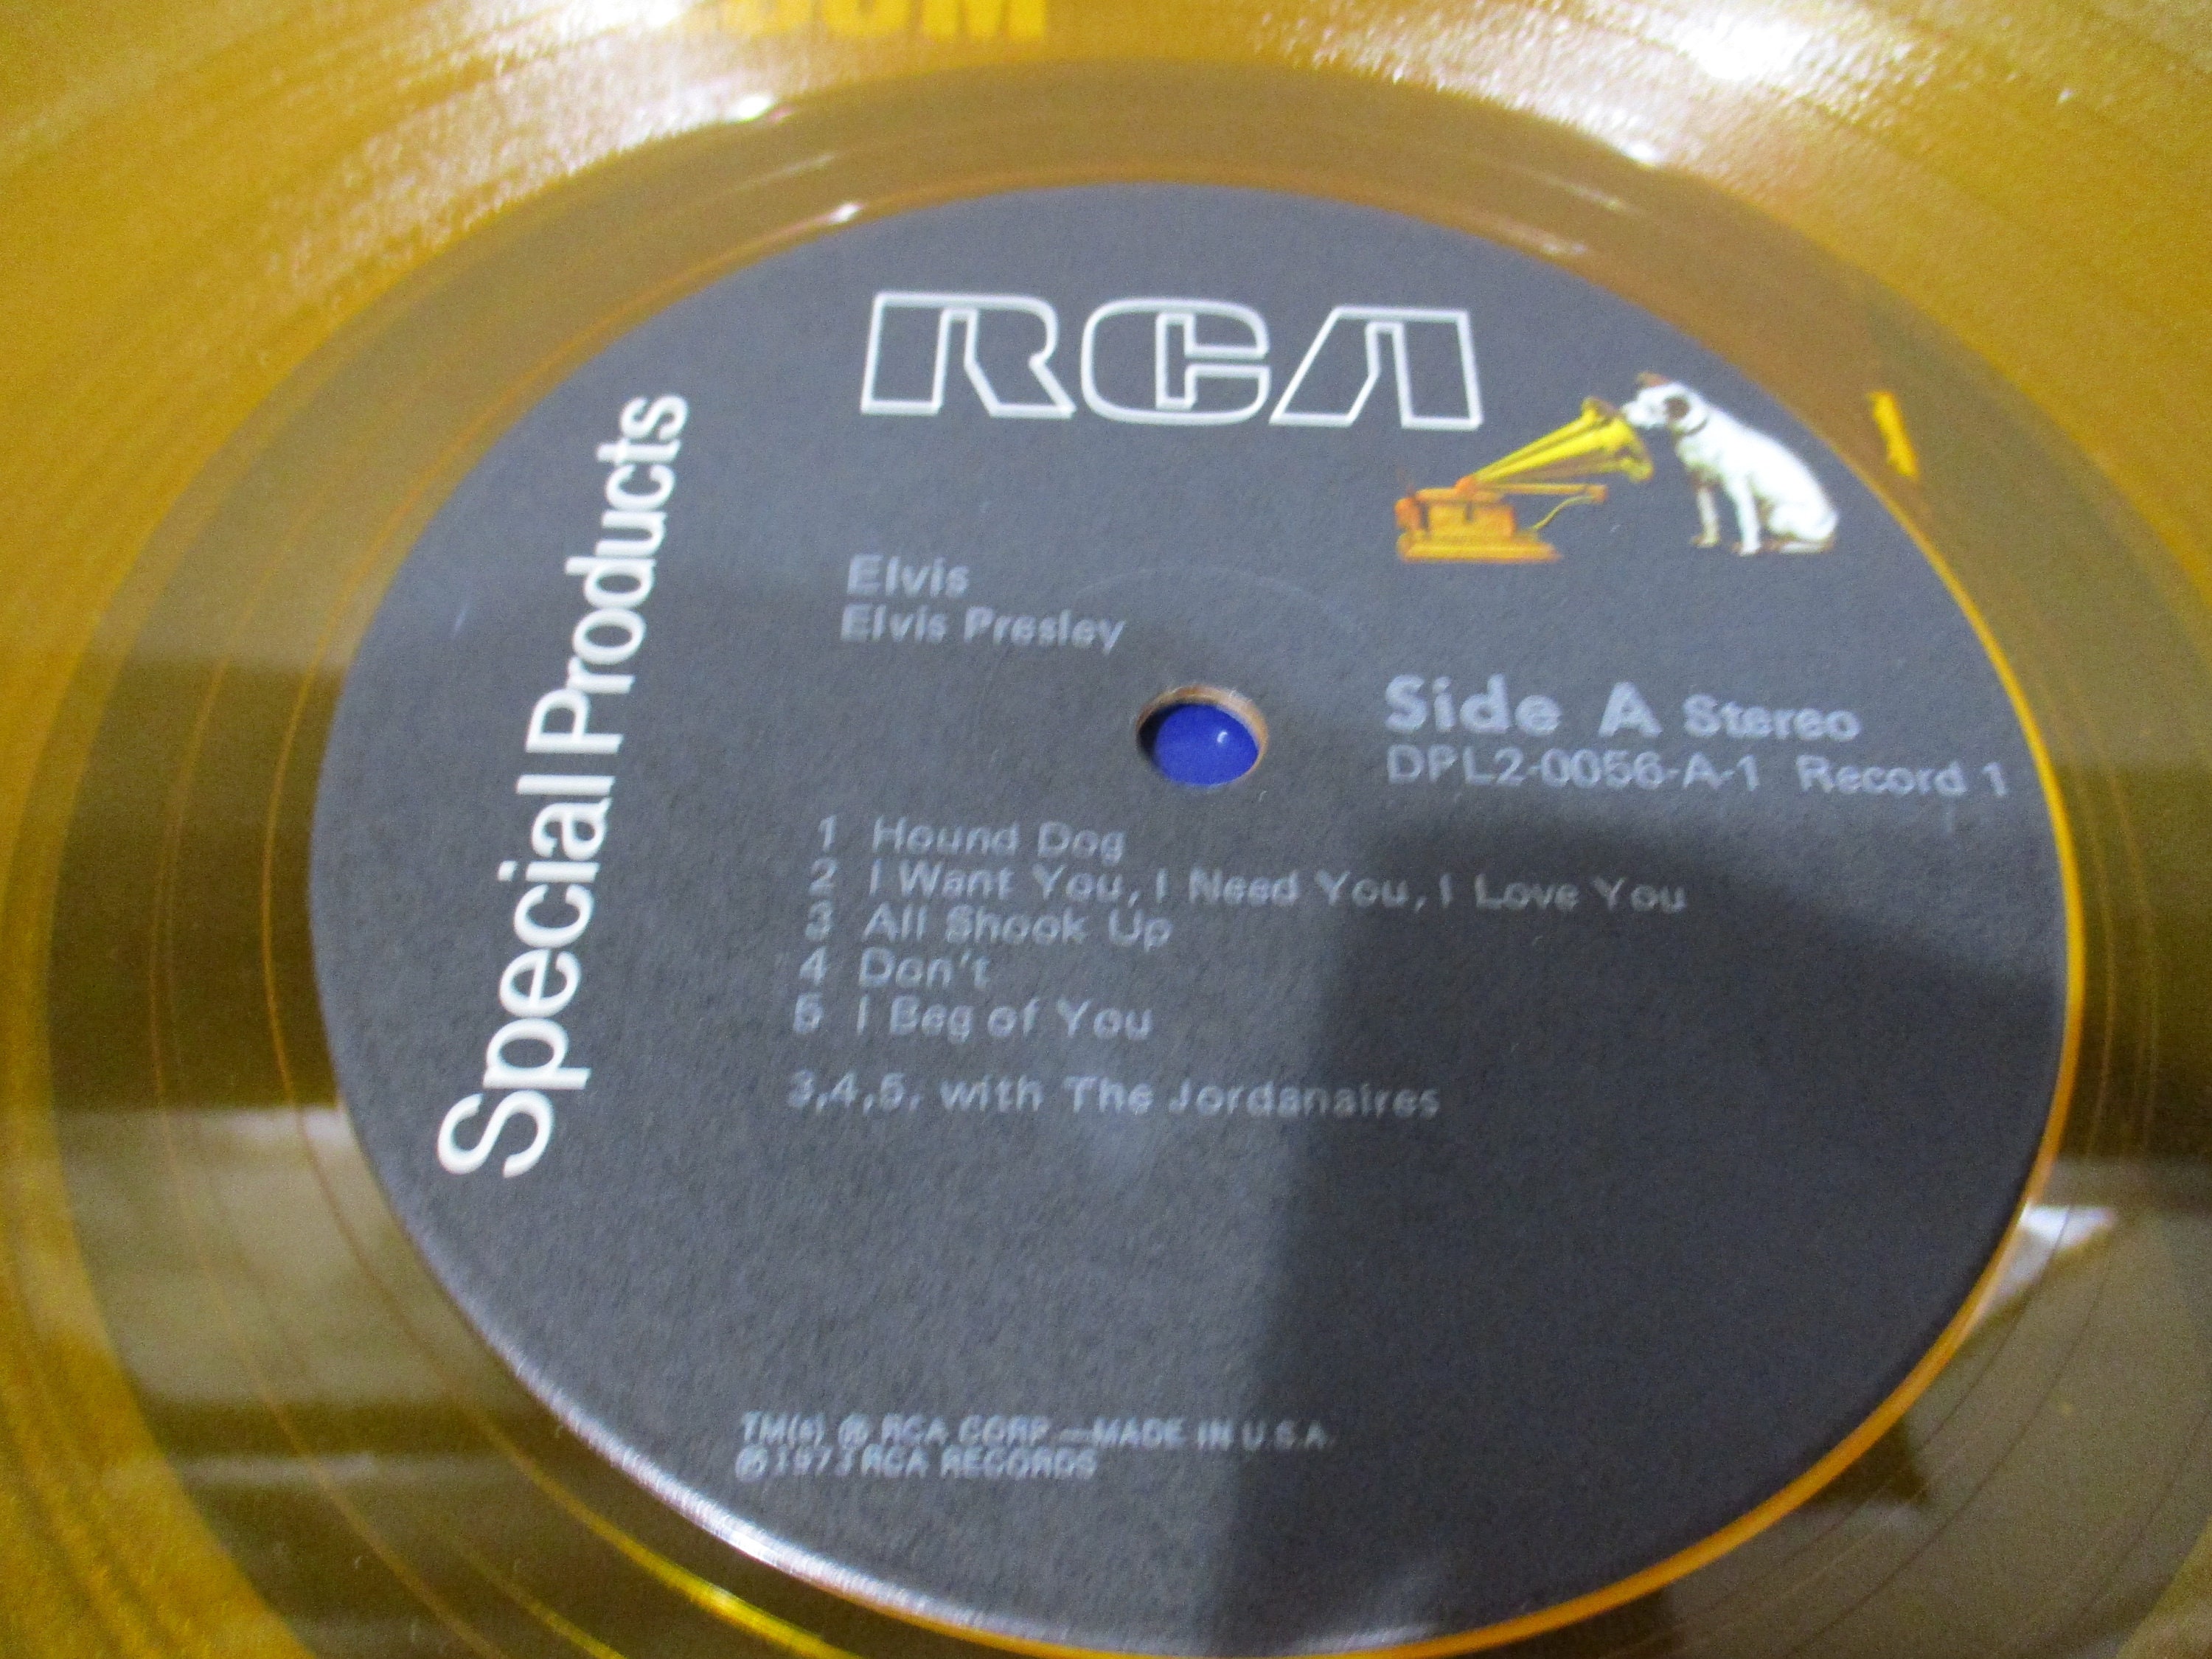 RCA
Special Products
Elvis
Elvis Presley
Side A Stereo
DPL2-0056-A-1 Record 1
1 Hound Dog
2 I Want You, I Need You, I Love You
3 All Shook Up
4 Don't
5 I Beg of You
3,4,5, with The Jordanaires
TM(s) ® RCA CORP.—MADE IN U.S.A.
℗ 1973 RCA RECORDS